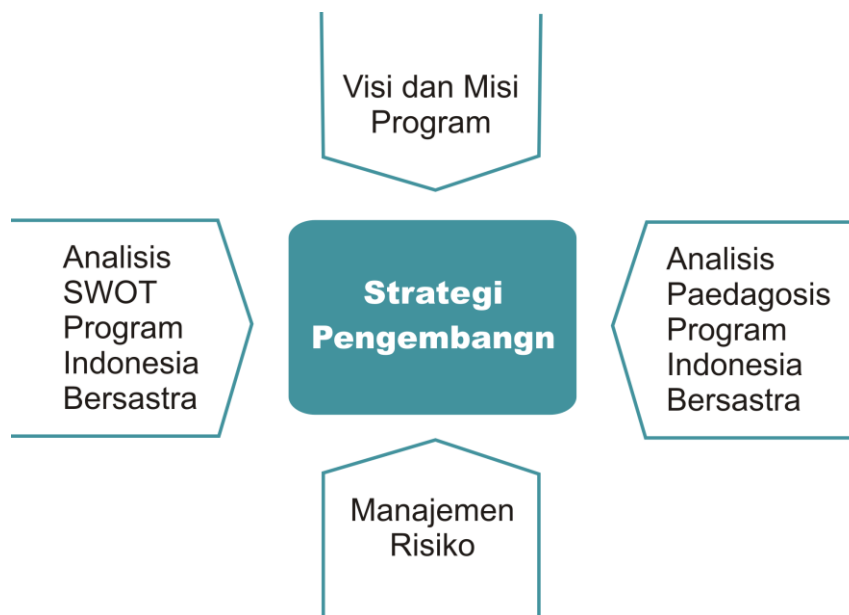 Visi dan Misi
Program
Analisis
SWOT
Program
Indonesia
Bersastra
Strategi
Pengembangn
Analisis
Paedagosis
Program
Indonesia
Bersastra
Manajemen
Risiko